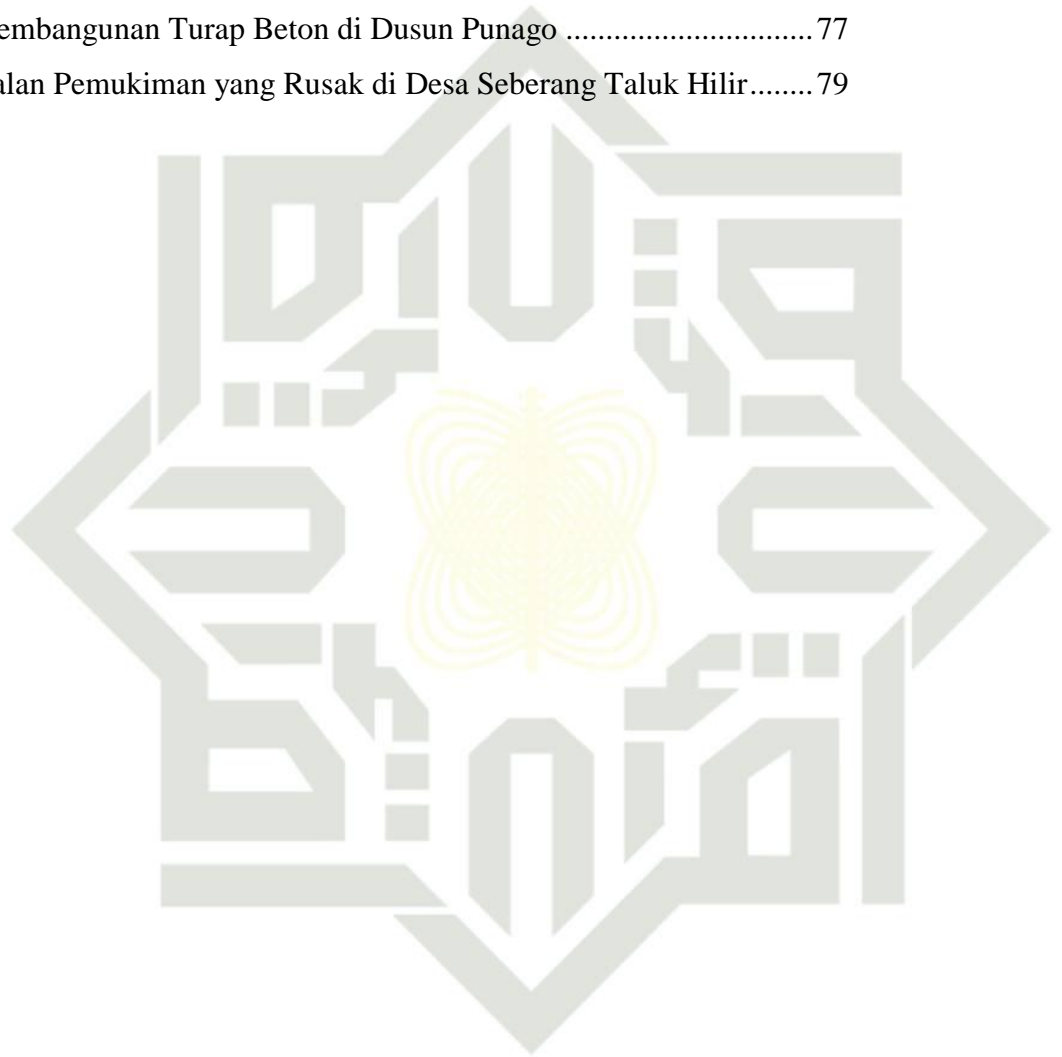 embangunan Turap Beton di Dusun Punago ............................... 77
alan Pemukiman yang Rusak di Desa Seberang Taluk Hilir........ 79